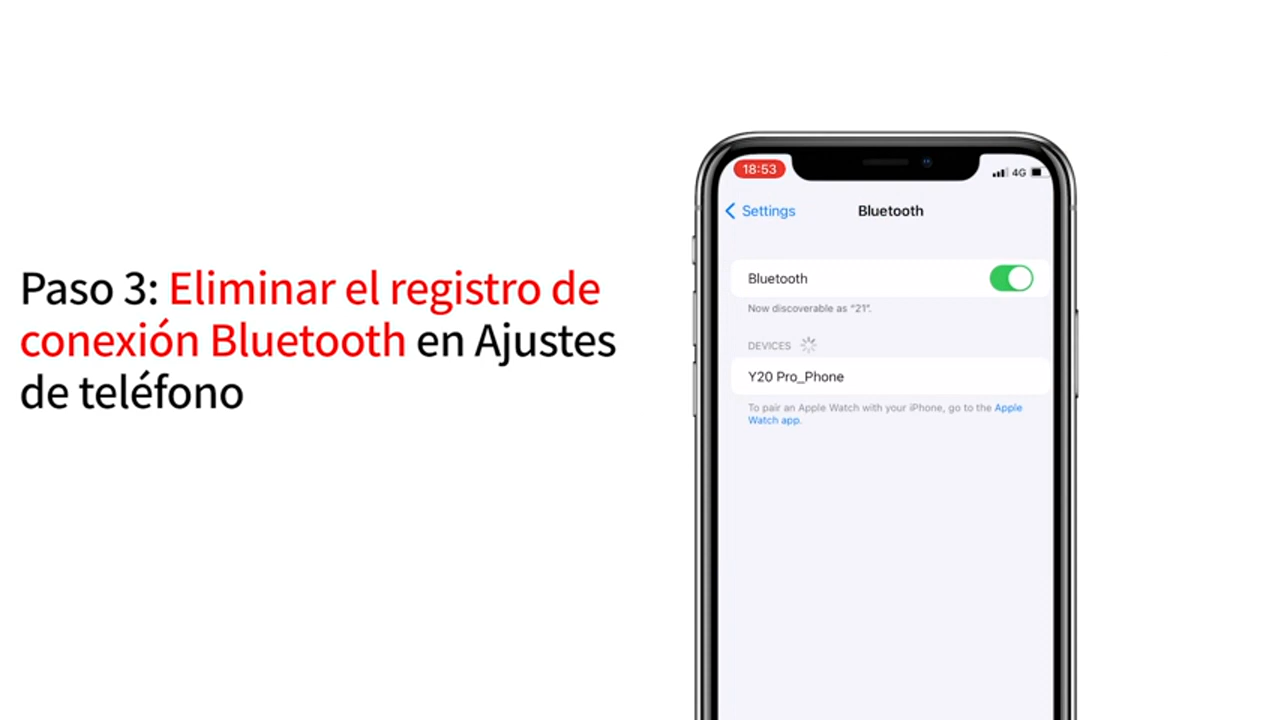 Paso 3: Eliminar el registro de
conexión Bluetooth en Ajustes
de teléfono
18:53
4G
Settings
Bluetooth
Bluetooth
Now discoverable as “21”.
DEVICES
Y20 Pro_Phone
To pair an Apple Watch with your iPhone, go to the Apple
Watch app.